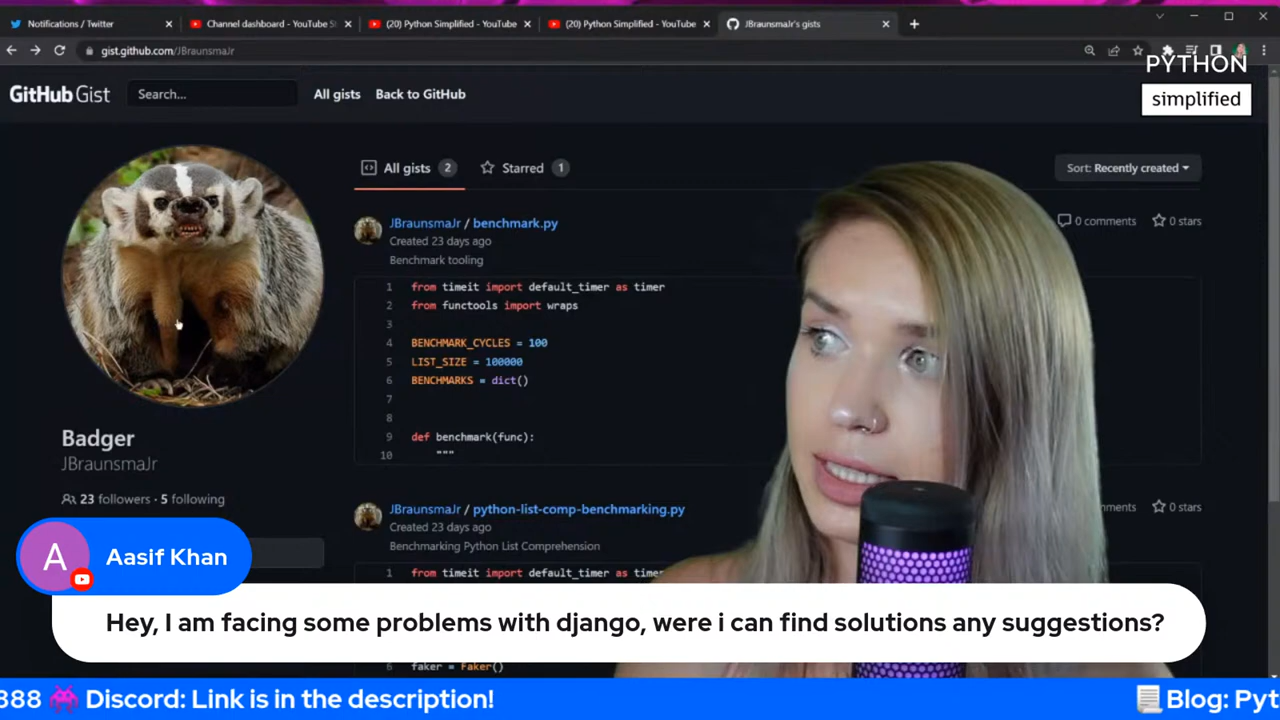 Notifications / Twitter
Channel dashboard - YouTube St
(20) Python Simplified - YouTube
(20) Python Simplified - YouTube
JBraunsmaJr's gists
gist.github.com/JBraunsmaJr
PYTHON
simplified
GitHub Gist
Search...
All gists
Back to GitHub
All gists 2
Starred 1
Sort: Recently created
JBraunsmaJr / benchmark.py
0 comments
0 stars
Created 23 days ago
Benchmark tooling
1 from timeit import default_timer as timer
2 from functools import wraps
3
4 BENCHMARK_CYCLES = 100
5 LIST_SIZE = 100000
6 BENCHMARKS = dict()
7
8
9 def benchmark(func):
10 """
Badger
JBraunsmaJr
23 followers · 5 following
JBraunsmaJr / python-list-comp-benchmarking.py
mments
0 stars
Created 23 days ago
Benchmarking Python List Comprehension
1 from timeit import default_timer as time
A
Aasif Khan
Hey, I am facing some problems with django, were i can find solutions any suggestions?
6 faker = Faker()
888 Discord: Link is in the description!
Blog: Pyt